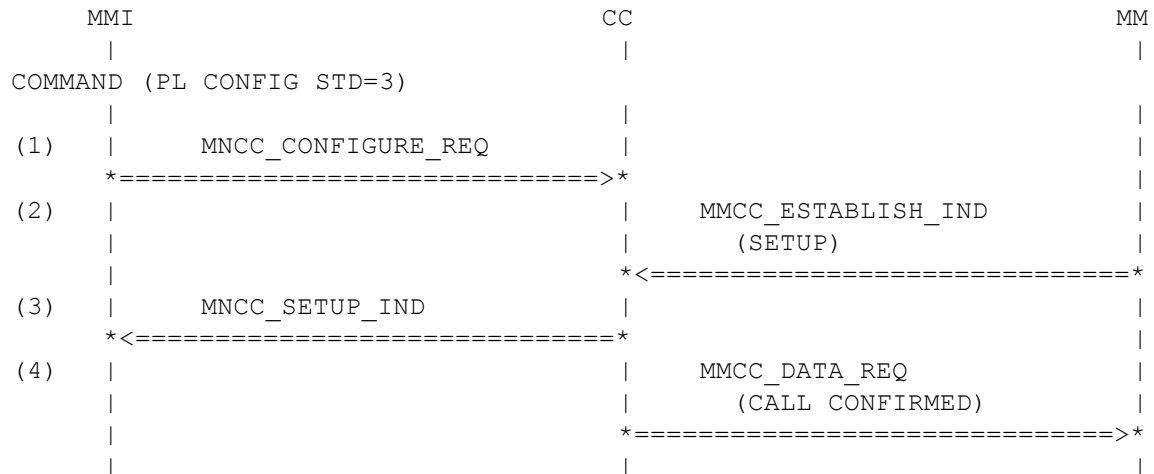 MMI CC MM
| | |
COMMAND (PL CONFIG STD=3)
| | |
(1) | MNCC_CONFIGURE_REQ | |
*==============================>* |
(2) | | MMCC_ESTABLISH_IND |
| | (SETUP) |
| *<==============================*
(3) | MNCC_SETUP_IND | |
*<==============================* |
(4) | | MMCC_DATA_REQ |
| | (CALL CONFIRMED) |
| *==============================>*
| | |